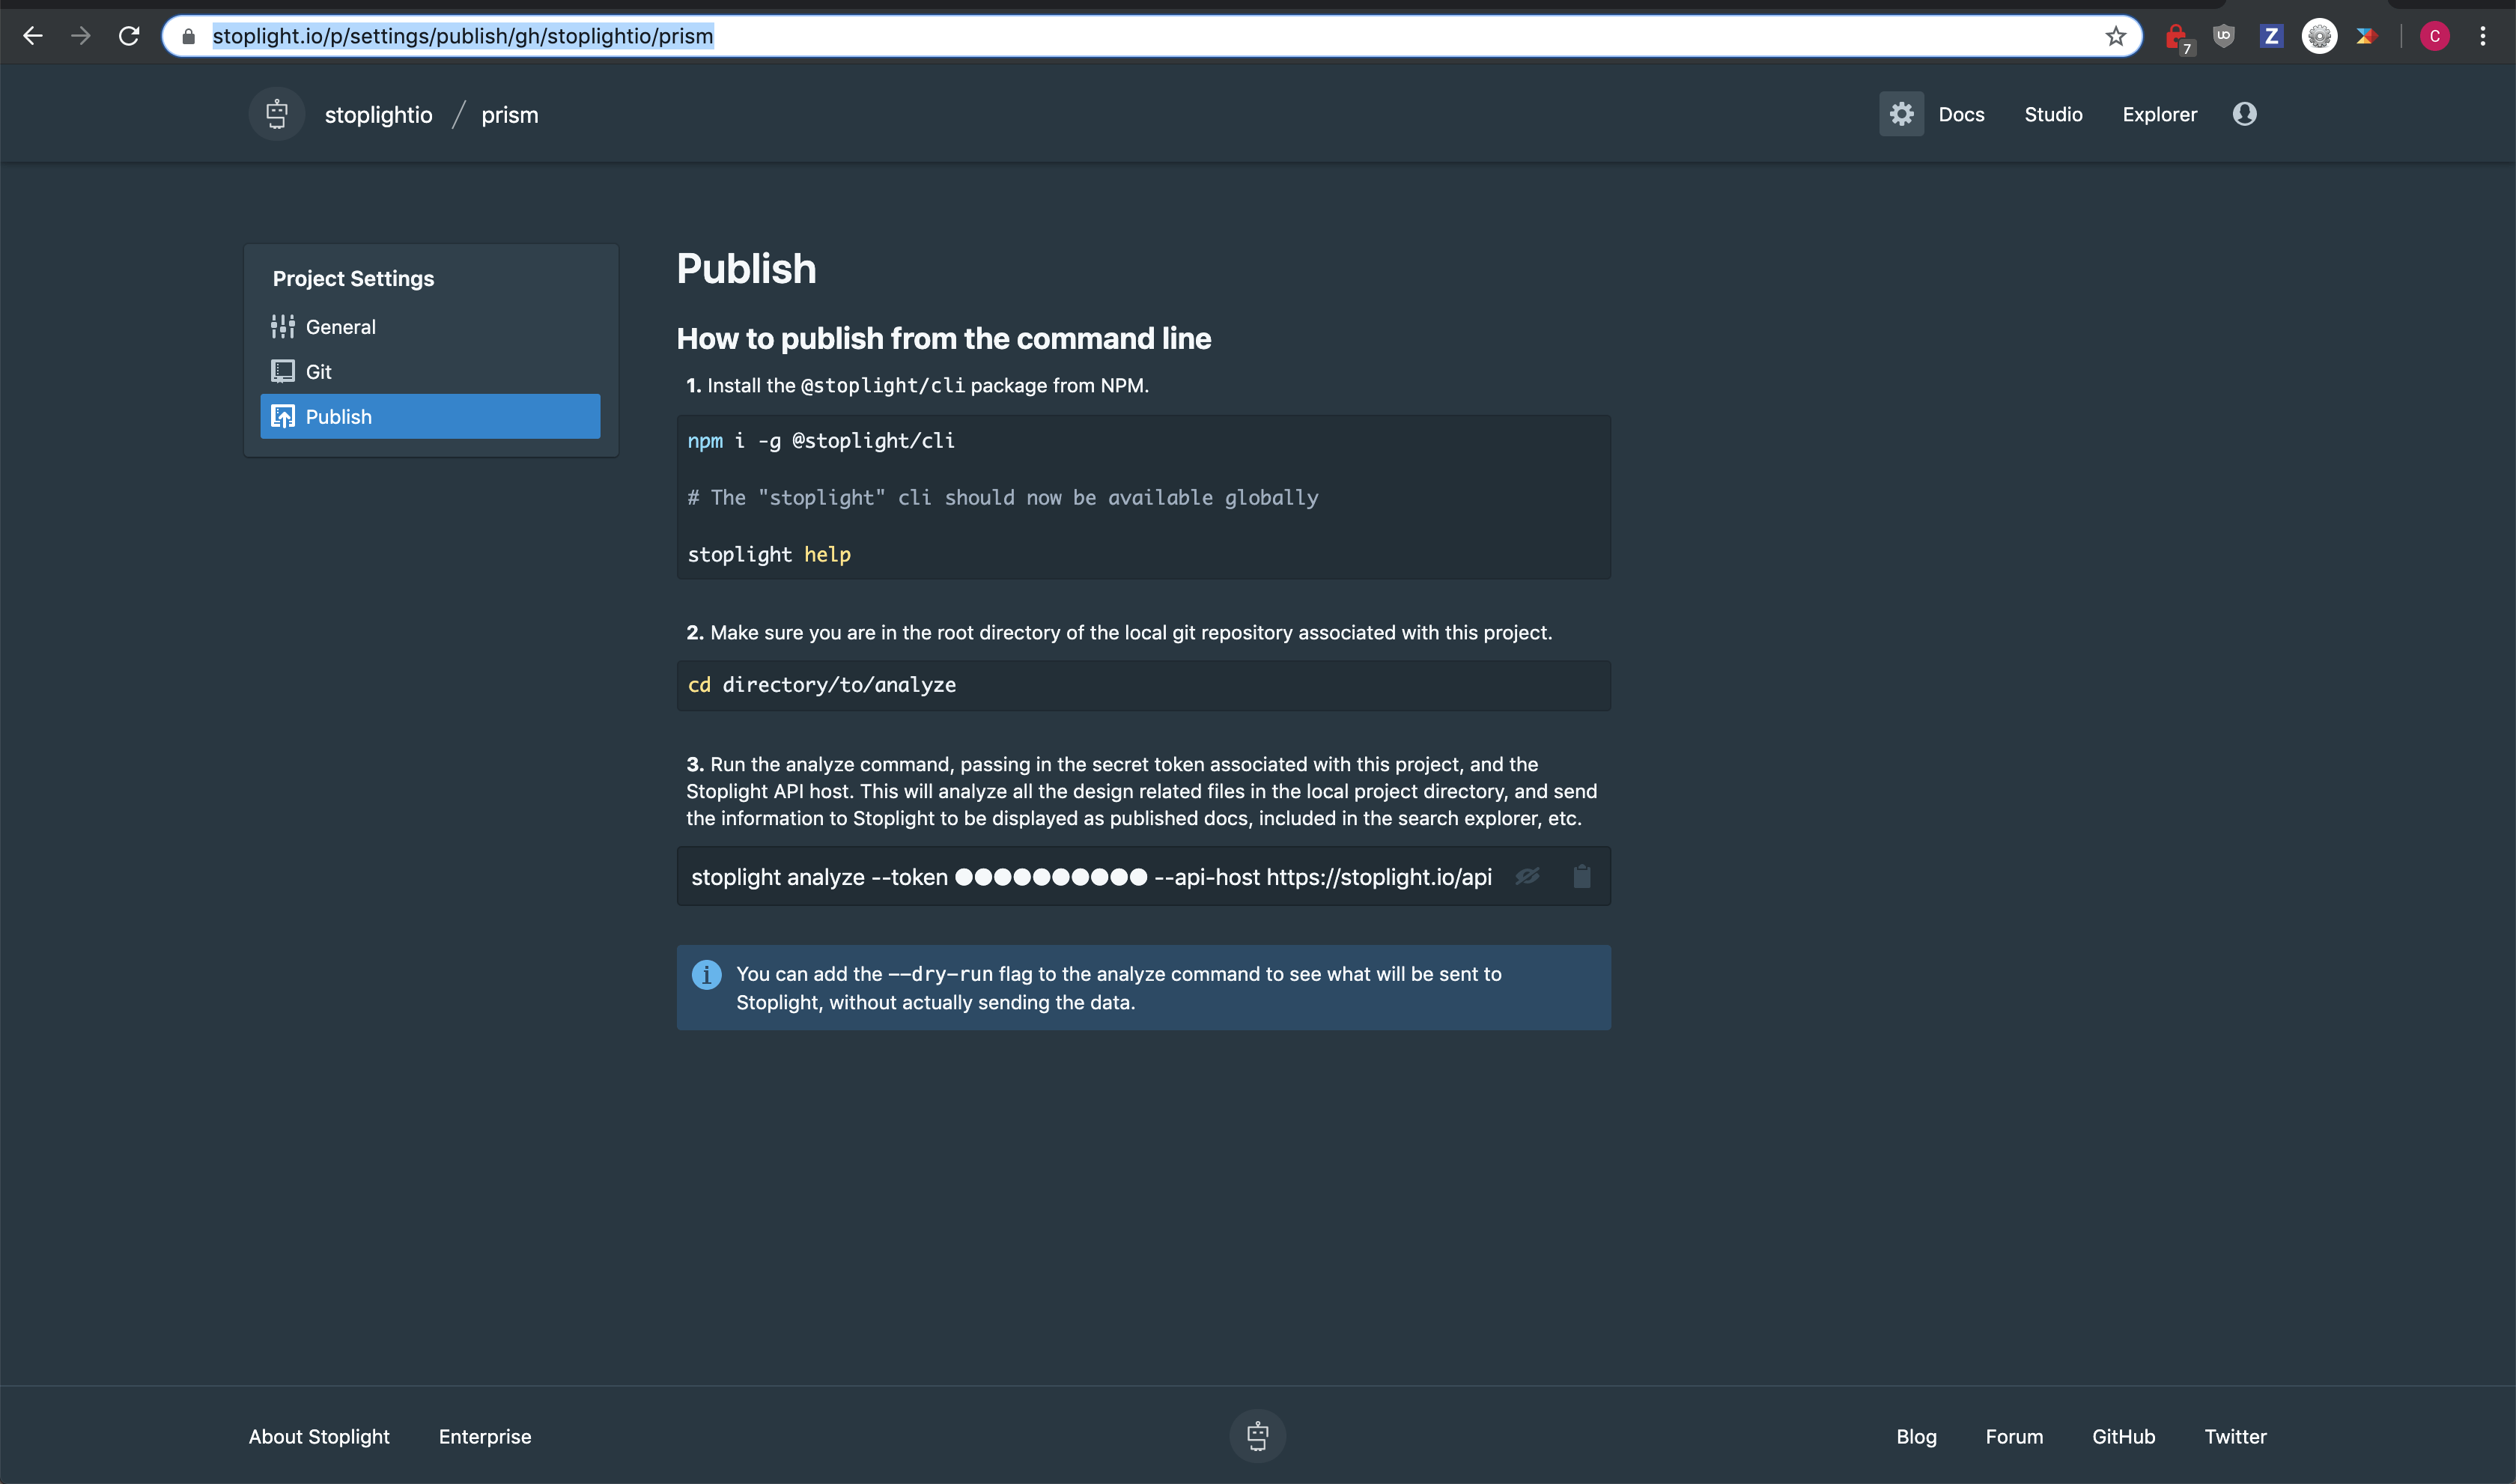 stoplight.io/p/settings/publish/gh/stoplightio/prism
7
Z
C
stoplightio / prism
Docs
Studio
Explorer
Project Settings
General
Git
Publish
Publish
How to publish from the command line
1. Install the @stoplight/cli package from NPM.
npm i -g @stoplight/cli
# The "stoplight" cli should now be available globally
stoplight help
2. Make sure you are in the root directory of the local git repository associated with this project.
cd directory/to/analyze
3. Run the analyze command, passing in the secret token associated with this project, and the
Stoplight API host. This will analyze all the design related files in the local project directory, and send
the information to Stoplight to be displayed as published docs, included in the search explorer, etc.
stoplight analyze --token ●●●●●●●●●● --api-host https://stoplight.io/api
You can add the --dry-run flag to the analyze command to see what will be sent to
Stoplight, without actually sending the data.
About Stoplight
Enterprise
Blog
Forum
GitHub
Twitter